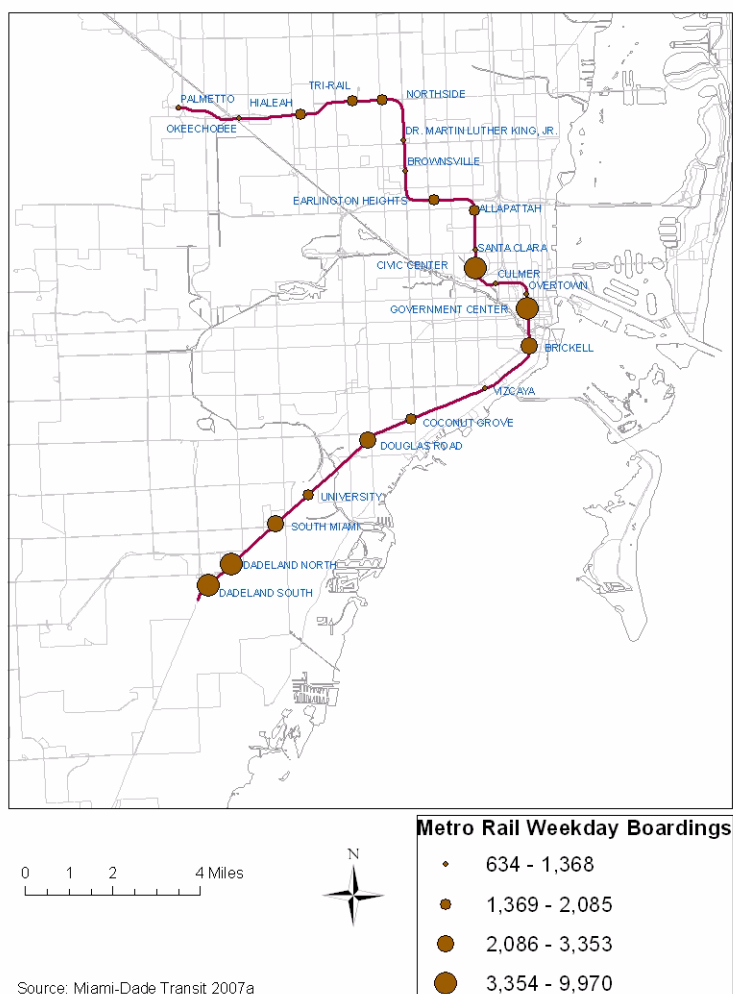 PALMETTO
OKEECHOBEE
HIALEAH
TRI-RAIL
NORTHSIDE
DR. MARTIN LUTHER KING, JR.
BROWNSVILLE
EARLINGTON HEIGHTS
ALLAPATTAH
SANTA CLARA
CIVIC CENTER
CULMER
OVERTOWN
GOVERNMENT CENTER
BRICKELL
VIZCAYA
COCONUT GROVE
DOUGLAS ROAD
UNIVERSITY
SOUTH MIAMI
DADELAND NORTH
DADELAND SOUTH
0 1 2 4 Miles
N
Metro Rail Weekday Boardings
634 - 1,368
1,369 - 2,085
2,086 - 3,353
3,354 - 9,970
Source: Miami-Dade Transit 2007a